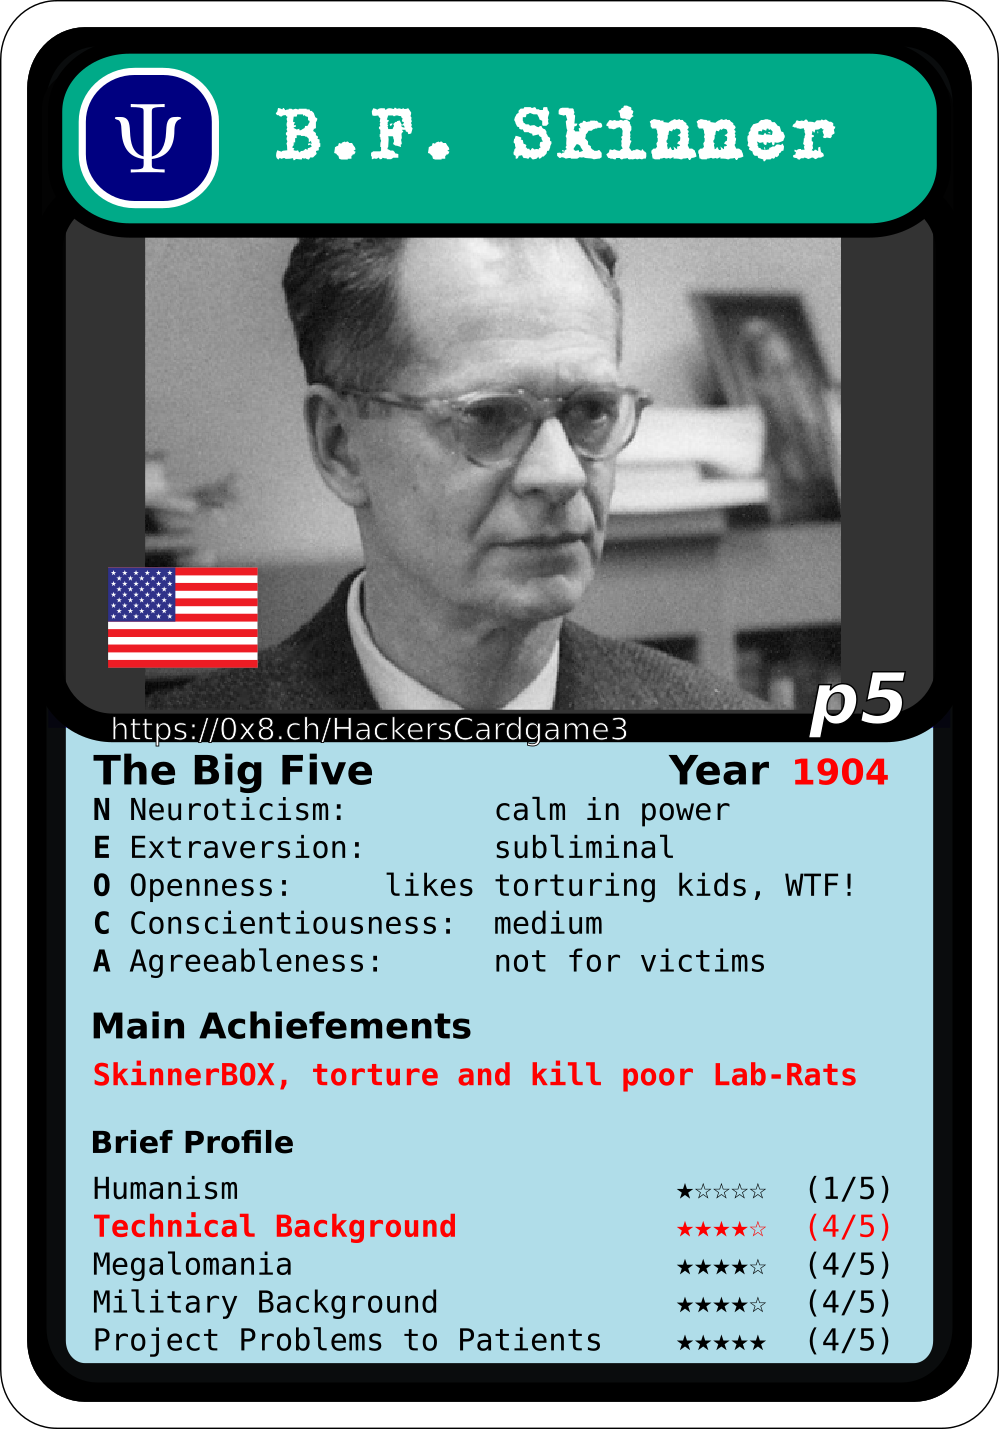 Ψ B.F. Skinner
p5
https://0x8.ch/HackersCardgame3
The Big Five Year 1904
N Neuroticism: calm in power
E Extraversion: subliminal
O Openness: likes torturing kids, WTF!
C Conscientiousness: medium
A Agreeableness: not for victims
Main Achiefements
SkinnerBOX, torture and kill poor Lab-Rats
Brief Profile
Humanism ★☆☆☆☆ (1/5)
Technical Background ★★★★☆ (4/5)
Megalomania ★★★★☆ (4/5)
Military Background ★★★★☆ (4/5)
Project Problems to Patients ★★★★★ (4/5)